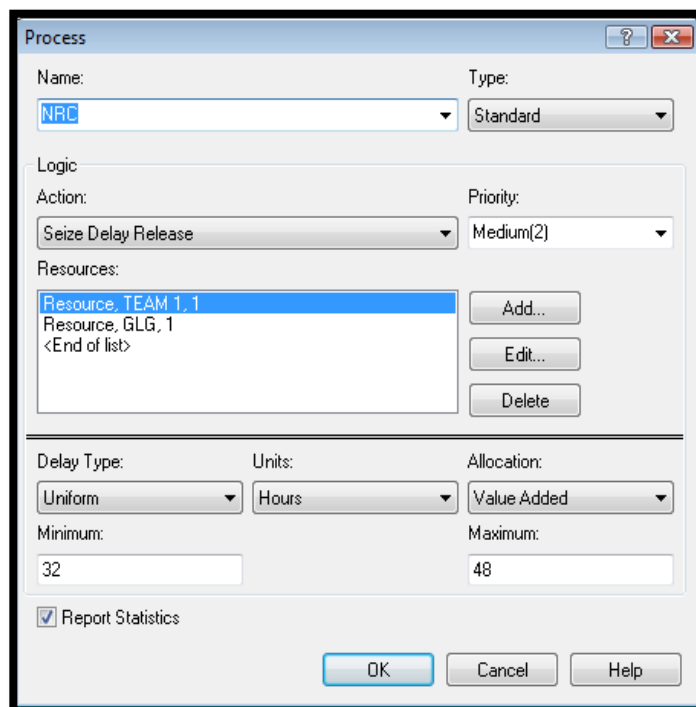 Process
Name: Type:
NRC Standard
Logic
Action: Priority:
Seize Delay Release Medium(2)
Resources:
Resource, TEAM 1, 1
Resource, GLG, 1
<End of list>
Add...
Edit...
Delete
Delay Type: Units: Allocation:
Uniform Hours Value Added
Minimum: Maximum:
32 48
Report Statistics
OK Cancel Help